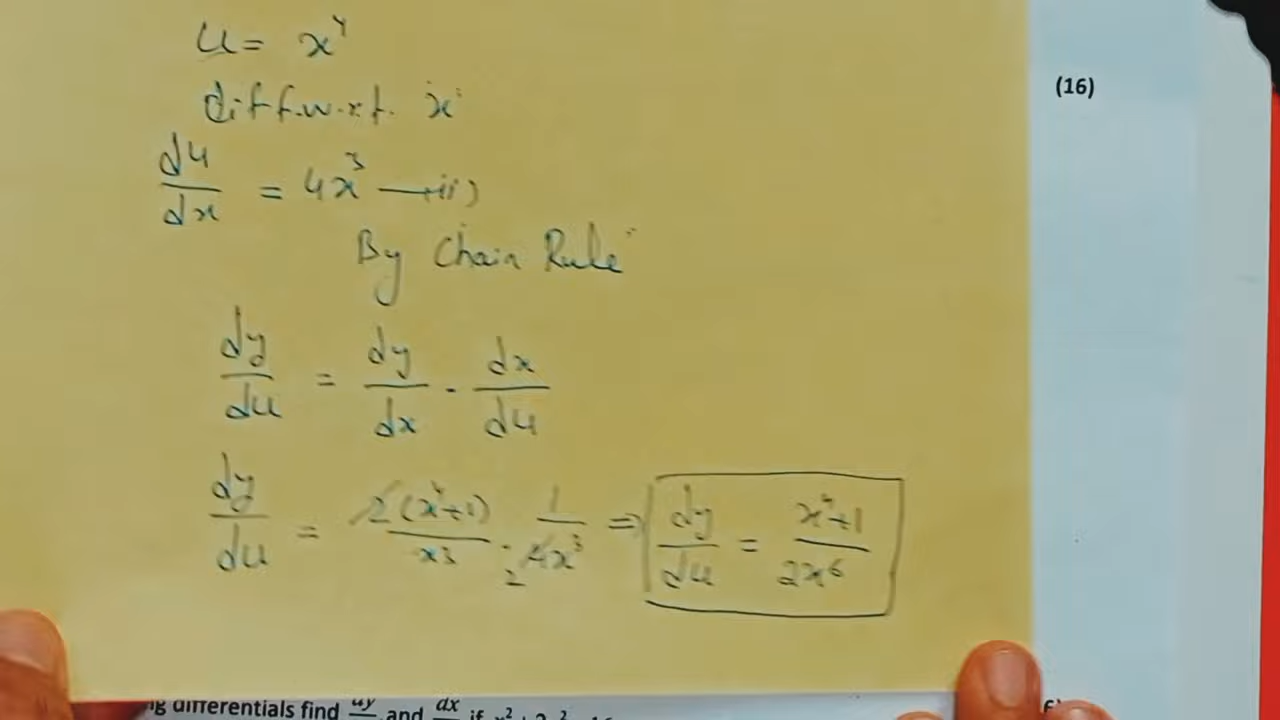 u = x⁴
(16)
diff. w.r.t. x
du/dx = 4x³ —ii)
By Chain Rule
dy/du = dy/dx · dx/du
dy/du = 2(x⁴+1)/x3 · 1/2 4x³ ⇒ dy/du = x⁴+1/2x⁶
differentials find dy and dx if